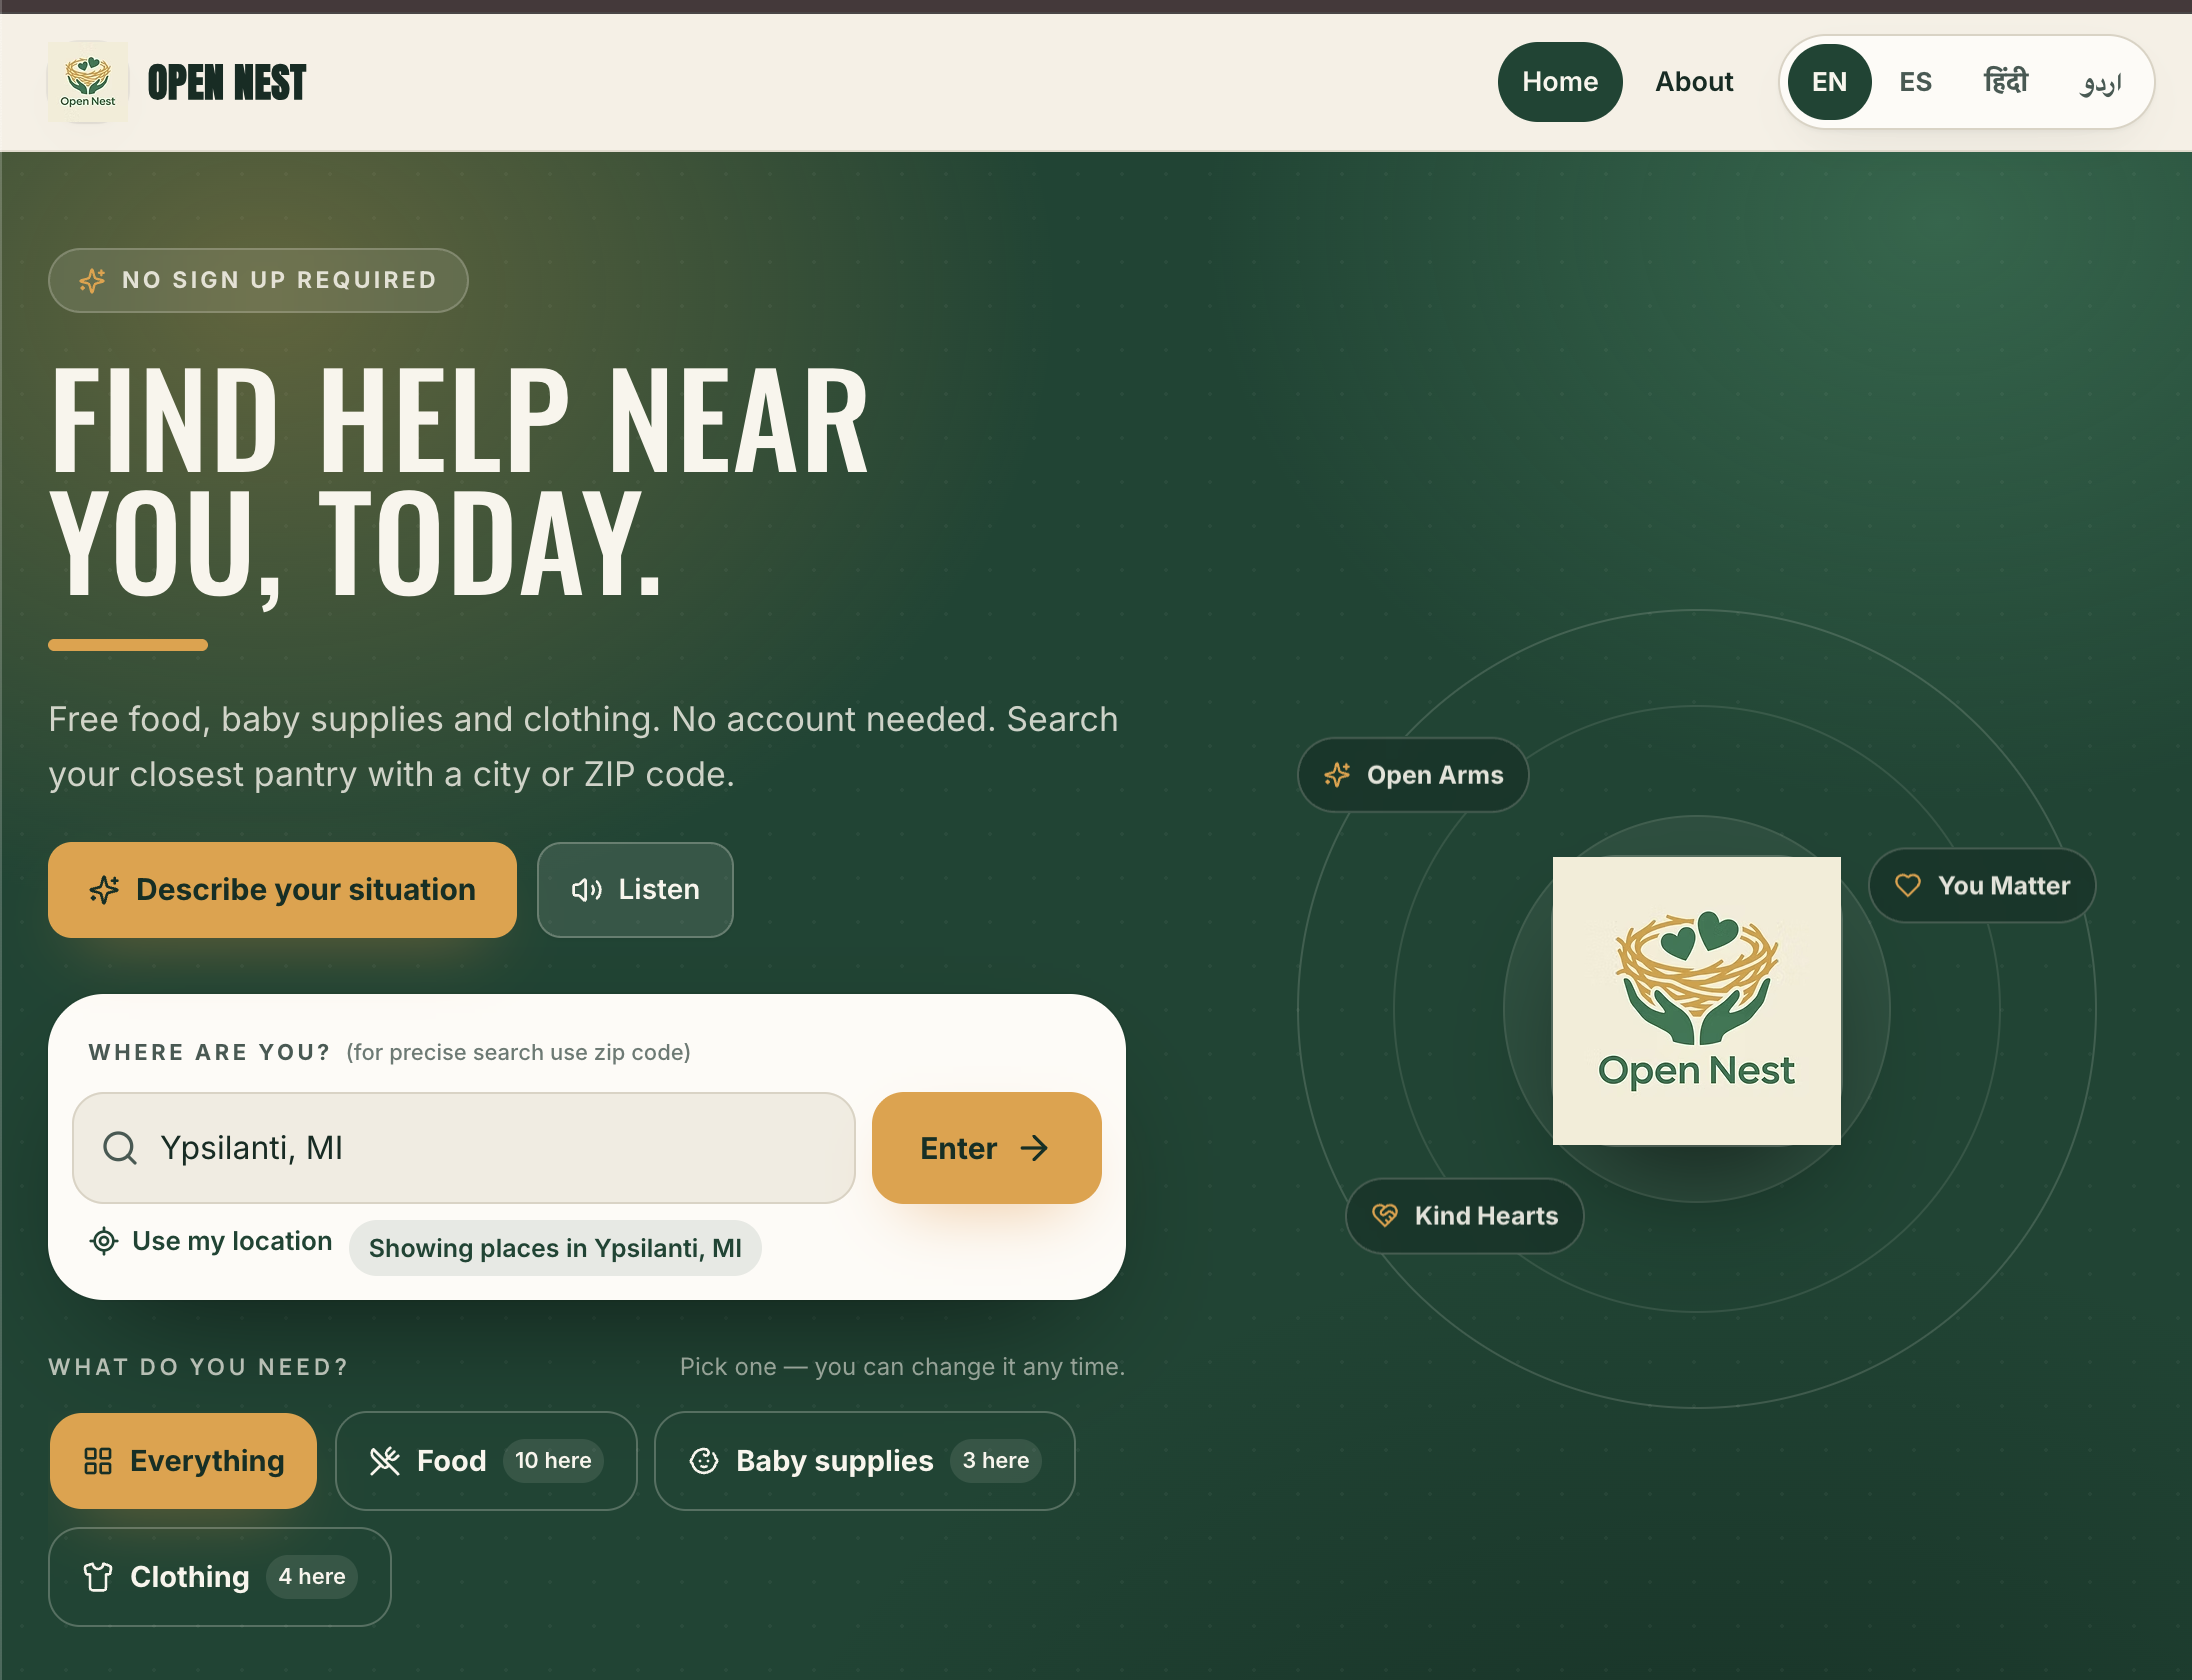 Open Nest
OPEN NEST
Home
About
EN
ES
हिंदी
اردو
NO SIGN UP REQUIRED
FIND HELP NEAR
YOU, TODAY.
Free food, baby supplies and clothing. No account needed. Search
your closest pantry with a city or ZIP code.
Describe your situation
Listen
Open Arms
You Matter
Open Nest
Kind Hearts
WHERE ARE YOU? (for precise search use zip code)
Ypsilanti, MI
Enter
Use my location
Showing places in Ypsilanti, MI
WHAT DO YOU NEED?
Pick one — you can change it any time.
Everything
Food 10 here
Baby supplies 3 here
Clothing 4 here